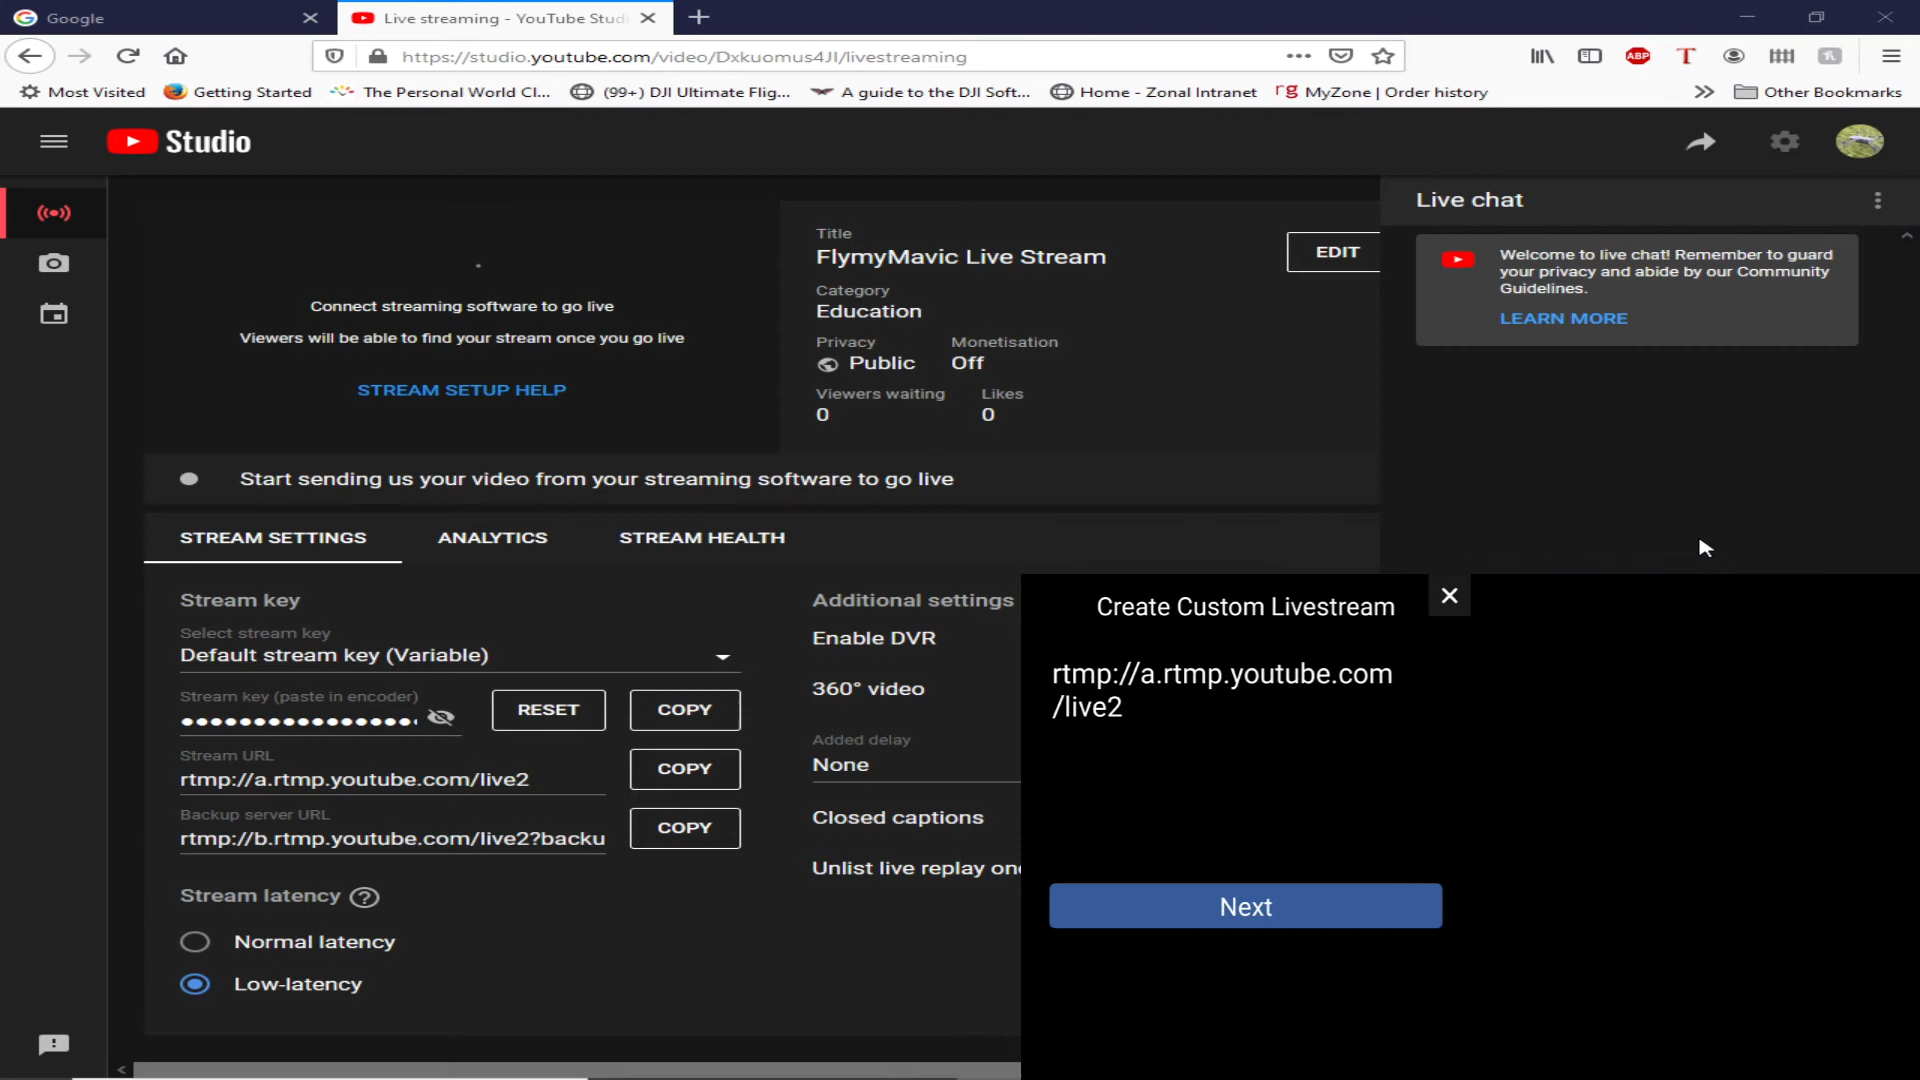 Google
Live streaming - YouTube Stud
https://studio.youtube.com/video/Dxkuomus4JI/livestreaming
ABP
T
Most Visited
Getting Started
The Personal World Cl...
(99+) DJI Ultimate Flig...
A guide to the DJI Soft...
Home - Zonal Intranet
rg MyZone | Order history
Other Bookmarks
Studio
Connect streaming software to go live
Viewers will be able to find your stream once you go live
STREAM SETUP HELP
Title
FlymyMavic Live Stream
EDIT
Category
Education
Privacy
Monetisation
Public
Off
Viewers waiting
Likes
0
0
Live chat
Welcome to live chat! Remember to guard
your privacy and abide by our Community
Guidelines.
LEARN MORE
Start sending us your video from your streaming software to go live
STREAM SETTINGS
ANALYTICS
STREAM HEALTH
Stream key
Select stream key
Default stream key (Variable)
Stream key (paste in encoder)
RESET
COPY
Stream URL
rtmp://a.rtmp.youtube.com/live2
COPY
Backup server URL
rtmp://b.rtmp.youtube.com/live2?backu
COPY
Stream latency
Normal latency
Low-latency
Additional settings
Enable DVR
360° video
Added delay
None
Closed captions
Unlist live replay on
Create Custom Livestream
rtmp://a.rtmp.youtube.com
/live2
Next